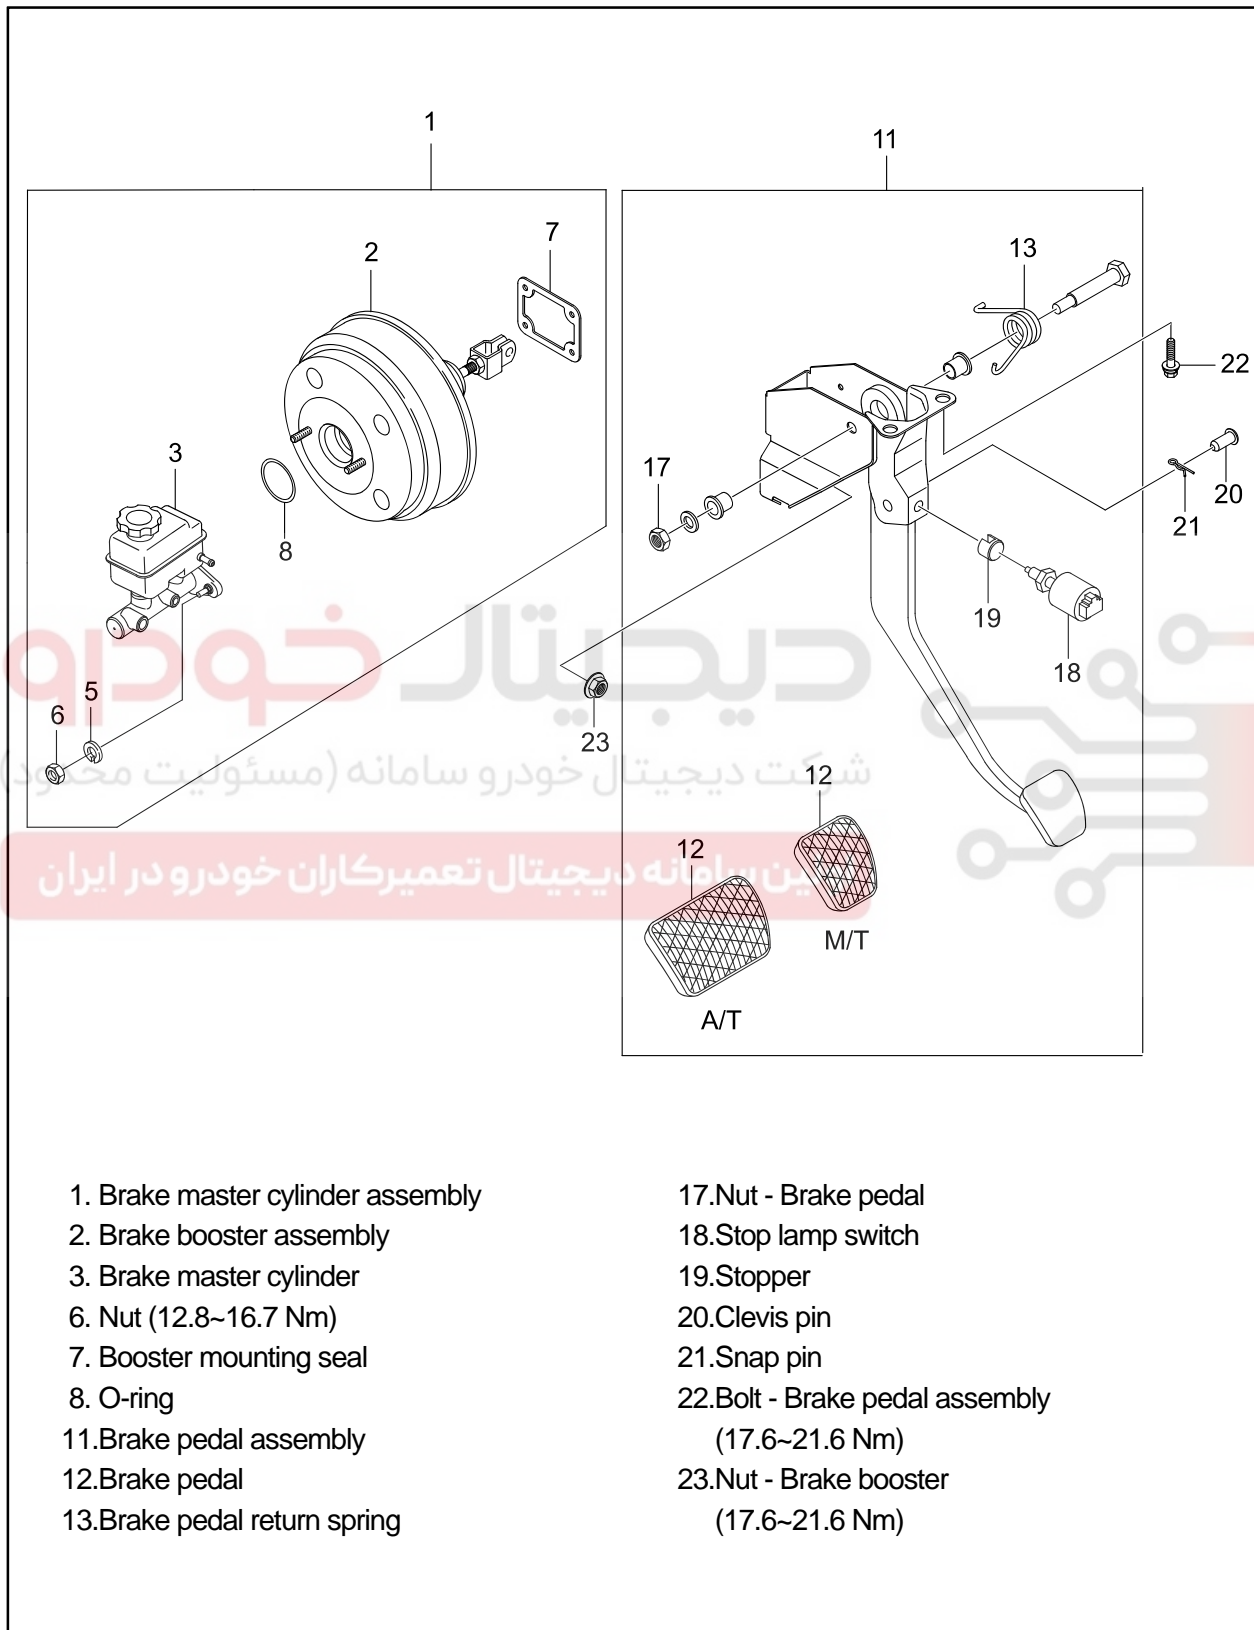 1
11
2
7
13
22
3
17
20
21
8
19
18
5
6
23
12
12
M/T
A/T
دیجیتال خودرو
شرکت دیجیتال خودرو سامانه (مسئولیت محدود)
سامانه دیجیتال تعمیرکاران خودرو در ایران
1. Brake master cylinder assembly
2. Brake booster assembly
3. Brake master cylinder
6. Nut (12.8~16.7 Nm)
7. Booster mounting seal
8. O-ring
11.Brake pedal assembly
12.Brake pedal
13.Brake pedal return spring
17.Nut - Brake pedal
18.Stop lamp switch
19.Stopper
20.Clevis pin
21.Snap pin
22.Bolt - Brake pedal assembly
(17.6~21.6 Nm)
23.Nut - Brake booster
(17.6~21.6 Nm)